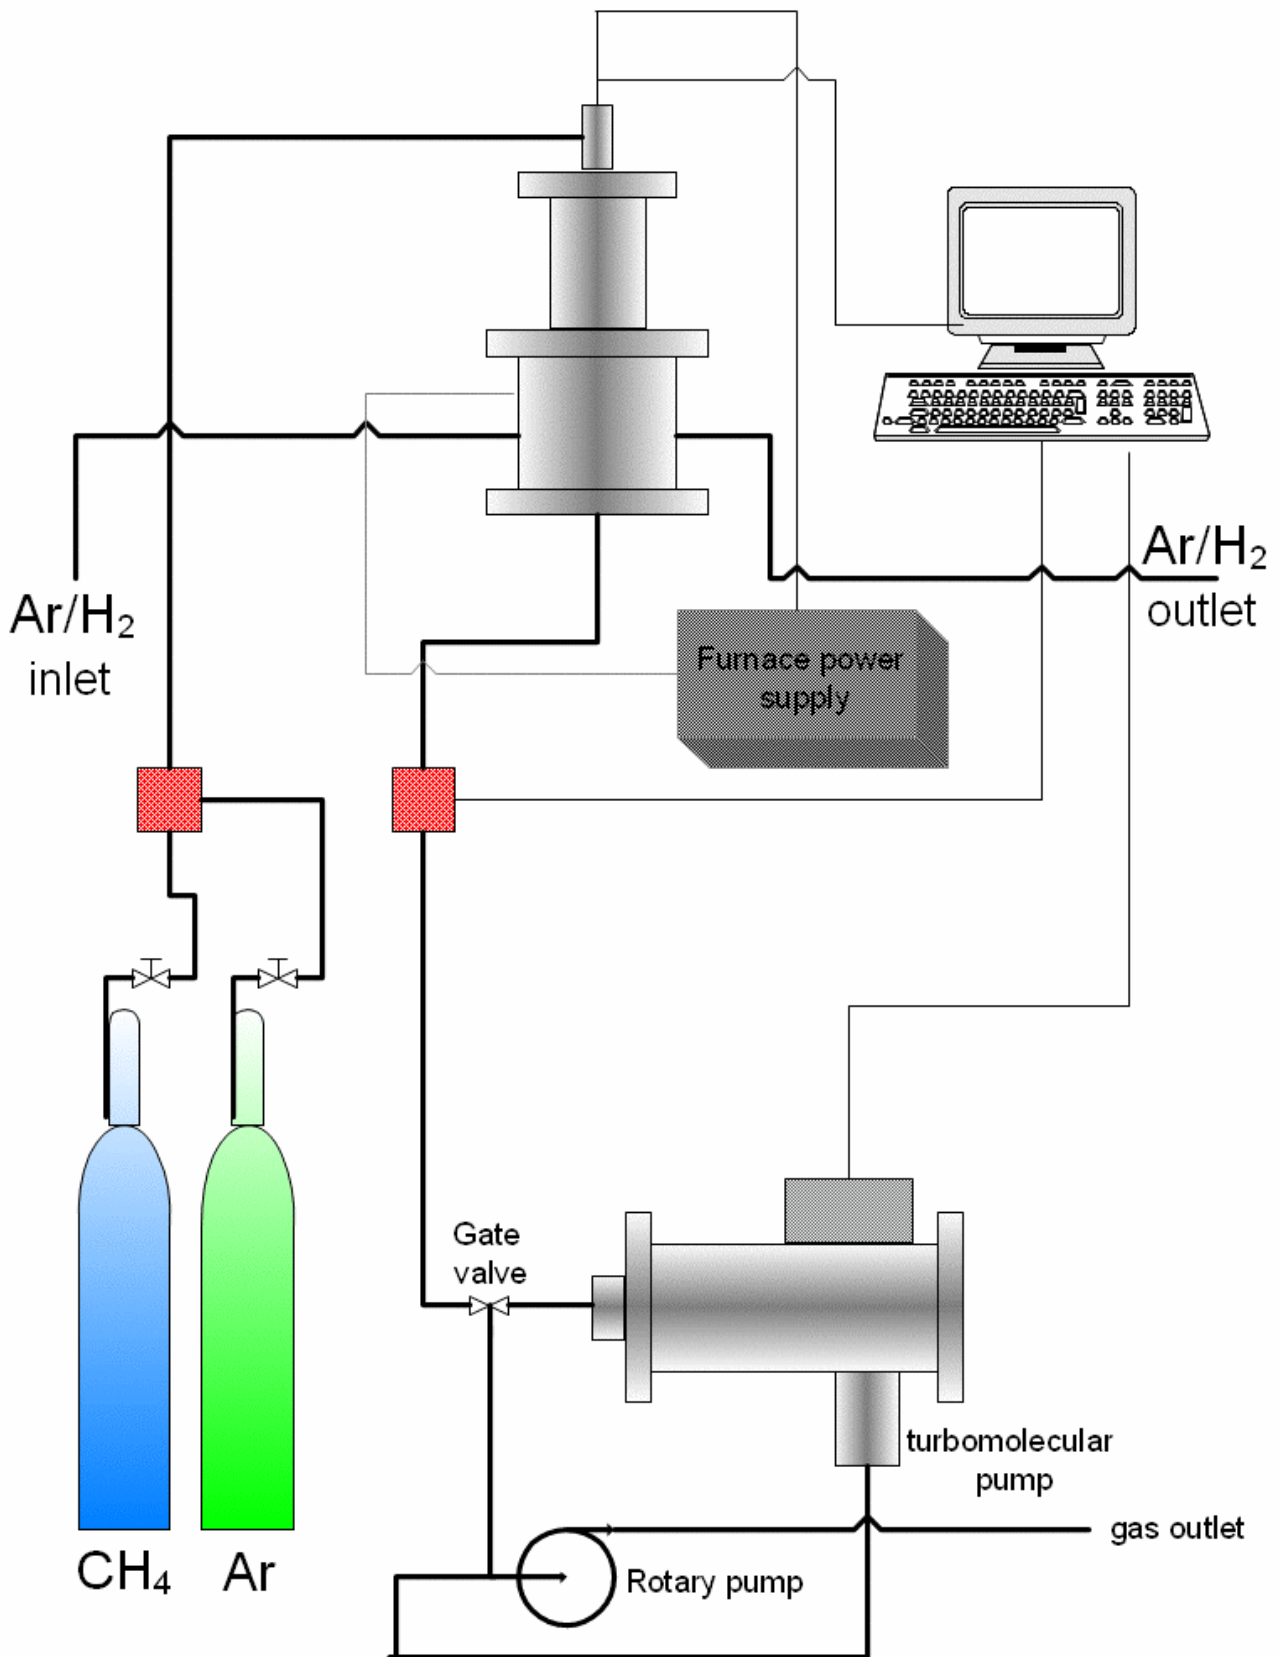 Ar/H₂
outlet
Ar/H₂
inlet
Furnace power
supply
Gate
valve
turbomolecular
pump
gas outlet
CH₄
Ar
Rotary pump